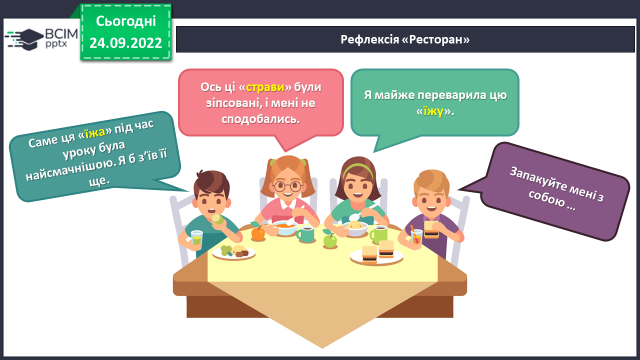 Сьогодні
24.09.2022
BCIM
pptx
Рефлексія «Ресторан»
Саме ця «їжа» під час
уроку була
найсмачнішою. Я б з’їв її
ще.
Ось ці «страви» були
зіпсовані, і мені не
сподобались.
Я майже переварила цю
«їжу».
Запакуйте мені з
собою ...